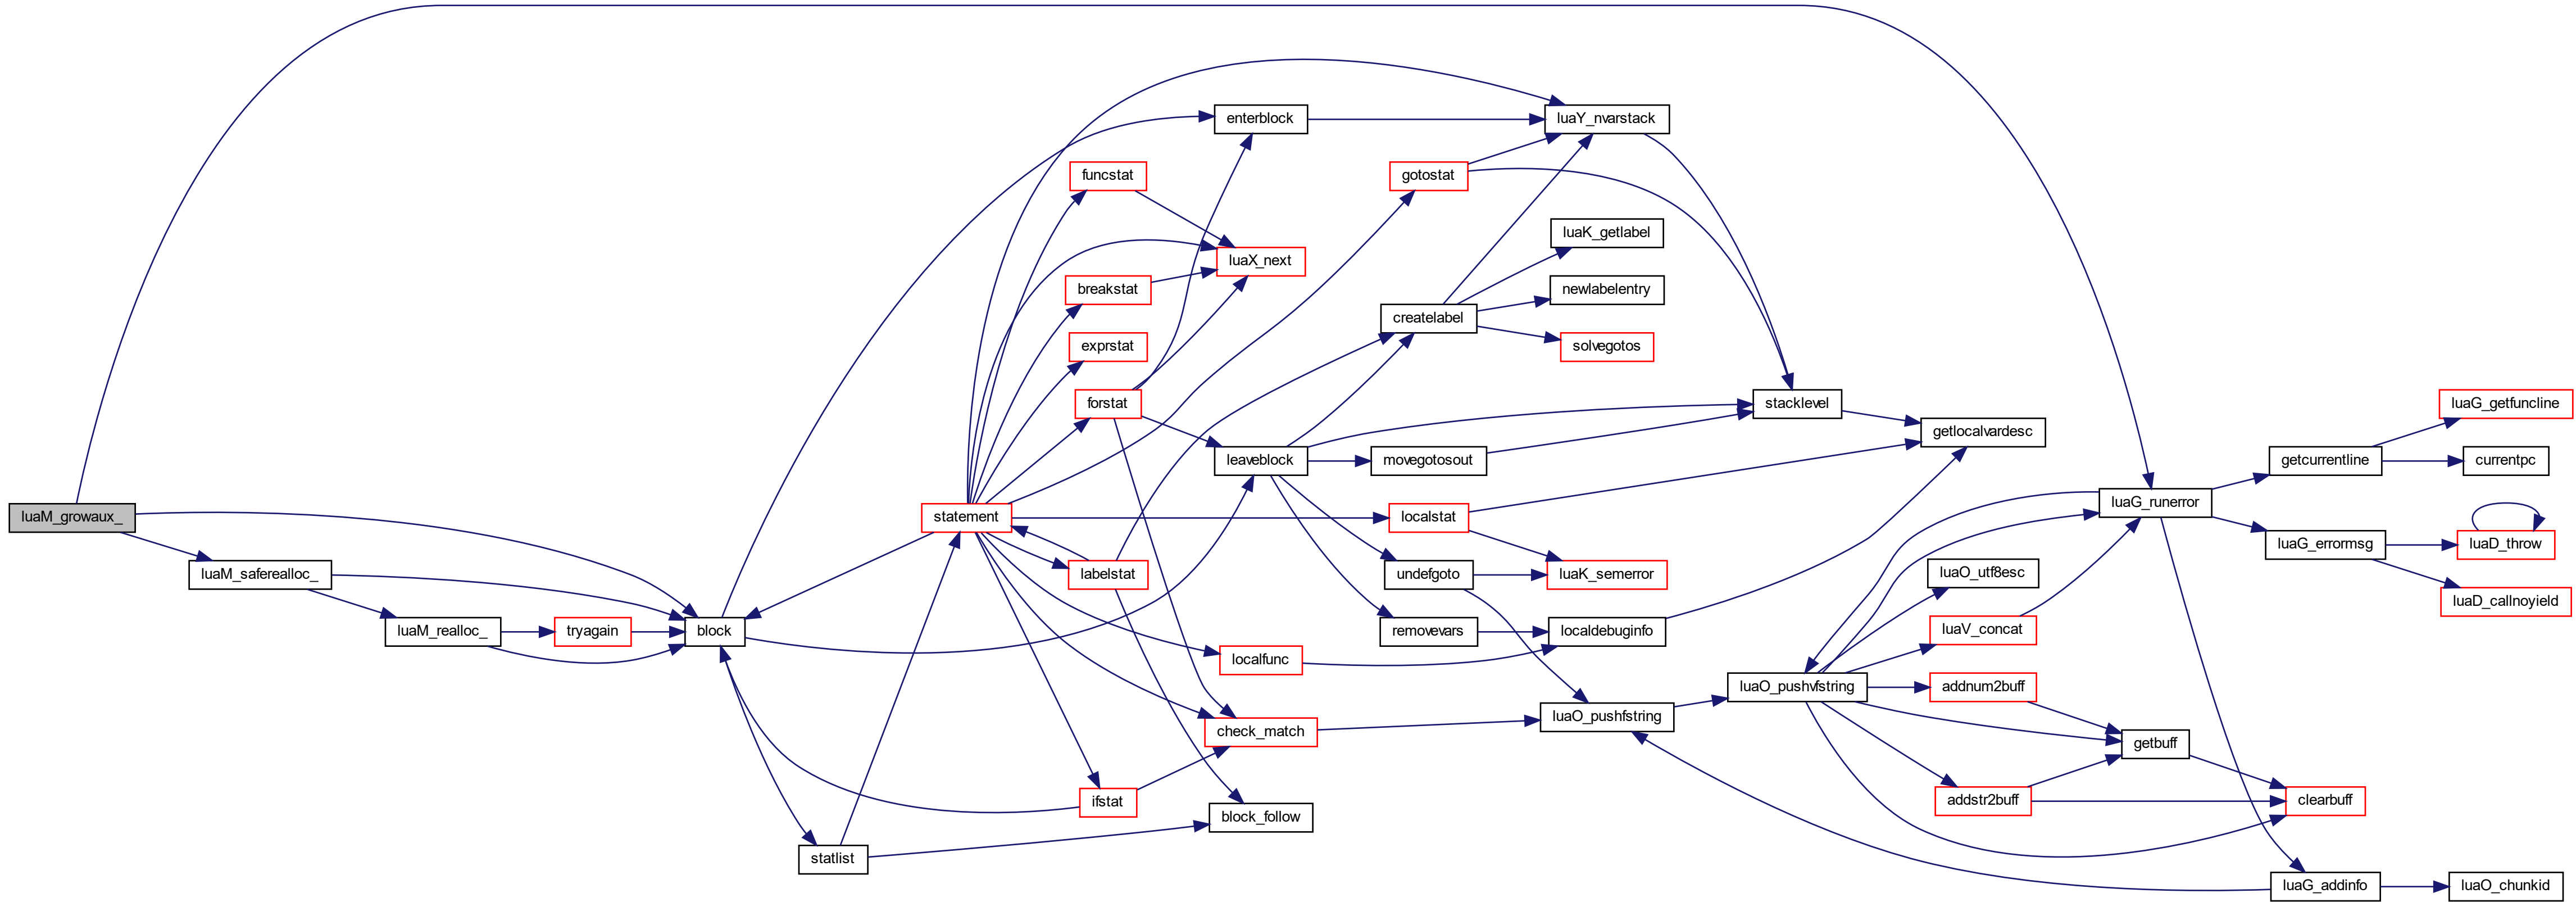 luaM_growaux_
luaM_saferealloc_
luaM_realloc_
tryagain
block
statlist
statement
funcstat
breakstat
exprstat
forstat
labelstat
ifstat
enterblock
luaX_next
leaveblock
localfunc
check_match
block_follow
gotostat
createlabel
movegotosout
localstat
undefgoto
removevars
luaY_nvarstack
luaK_getlabel
newlabelentry
solvegotos
luaK_semerror
localdebuginfo
luaO_pushfstring
stacklevel
luaO_pushvfstring
getlocalvardesc
luaO_utf8esc
luaV_concat
addnum2buff
addstr2buff
luaG_runerror
getbuff
getcurrentline
luaG_errormsg
clearbuff
luaG_addinfo
luaG_getfuncline
currentpc
luaD_throw
luaD_callnoyield
luaO_chunkid